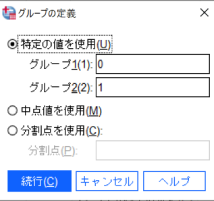 グループの定義
特定の値を使用(U)
グループ1(1): 0
グループ2(2): 1
中点値を使用(M)
分割点を使用(C):
分割点(P):
続行(C) キャンセル ヘルプ